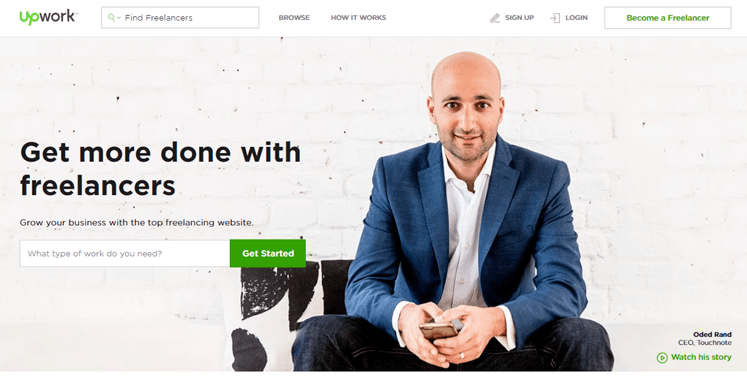 upwork™
Find Freelancers
BROWSE
HOW IT WORKS
SIGN UP
LOGIN
Become a Freelancer
Get more done with
freelancers
Grow your business with the top freelancing website.
What type of work do you need?
Get Started
Oded Rand
CEO, Touchnote
Watch his story